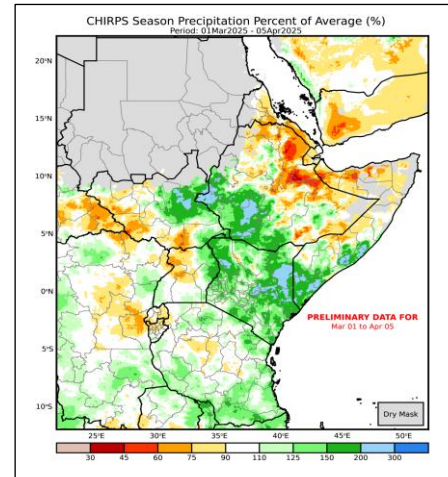 CHIRPS Season Precipitation Percent of Average (%)
Period: 01Mar2025 - 05Apr2025
20°N
15°N
10°N
5°N
0°N
5°S
10°S
PRELIMINARY DATA FOR
Mar 01 to Apr 05
Dry Mask
25°E 30°E 35°E 40°E 45°E 50°E
30 45 60 75 90 110 125 150 200 300